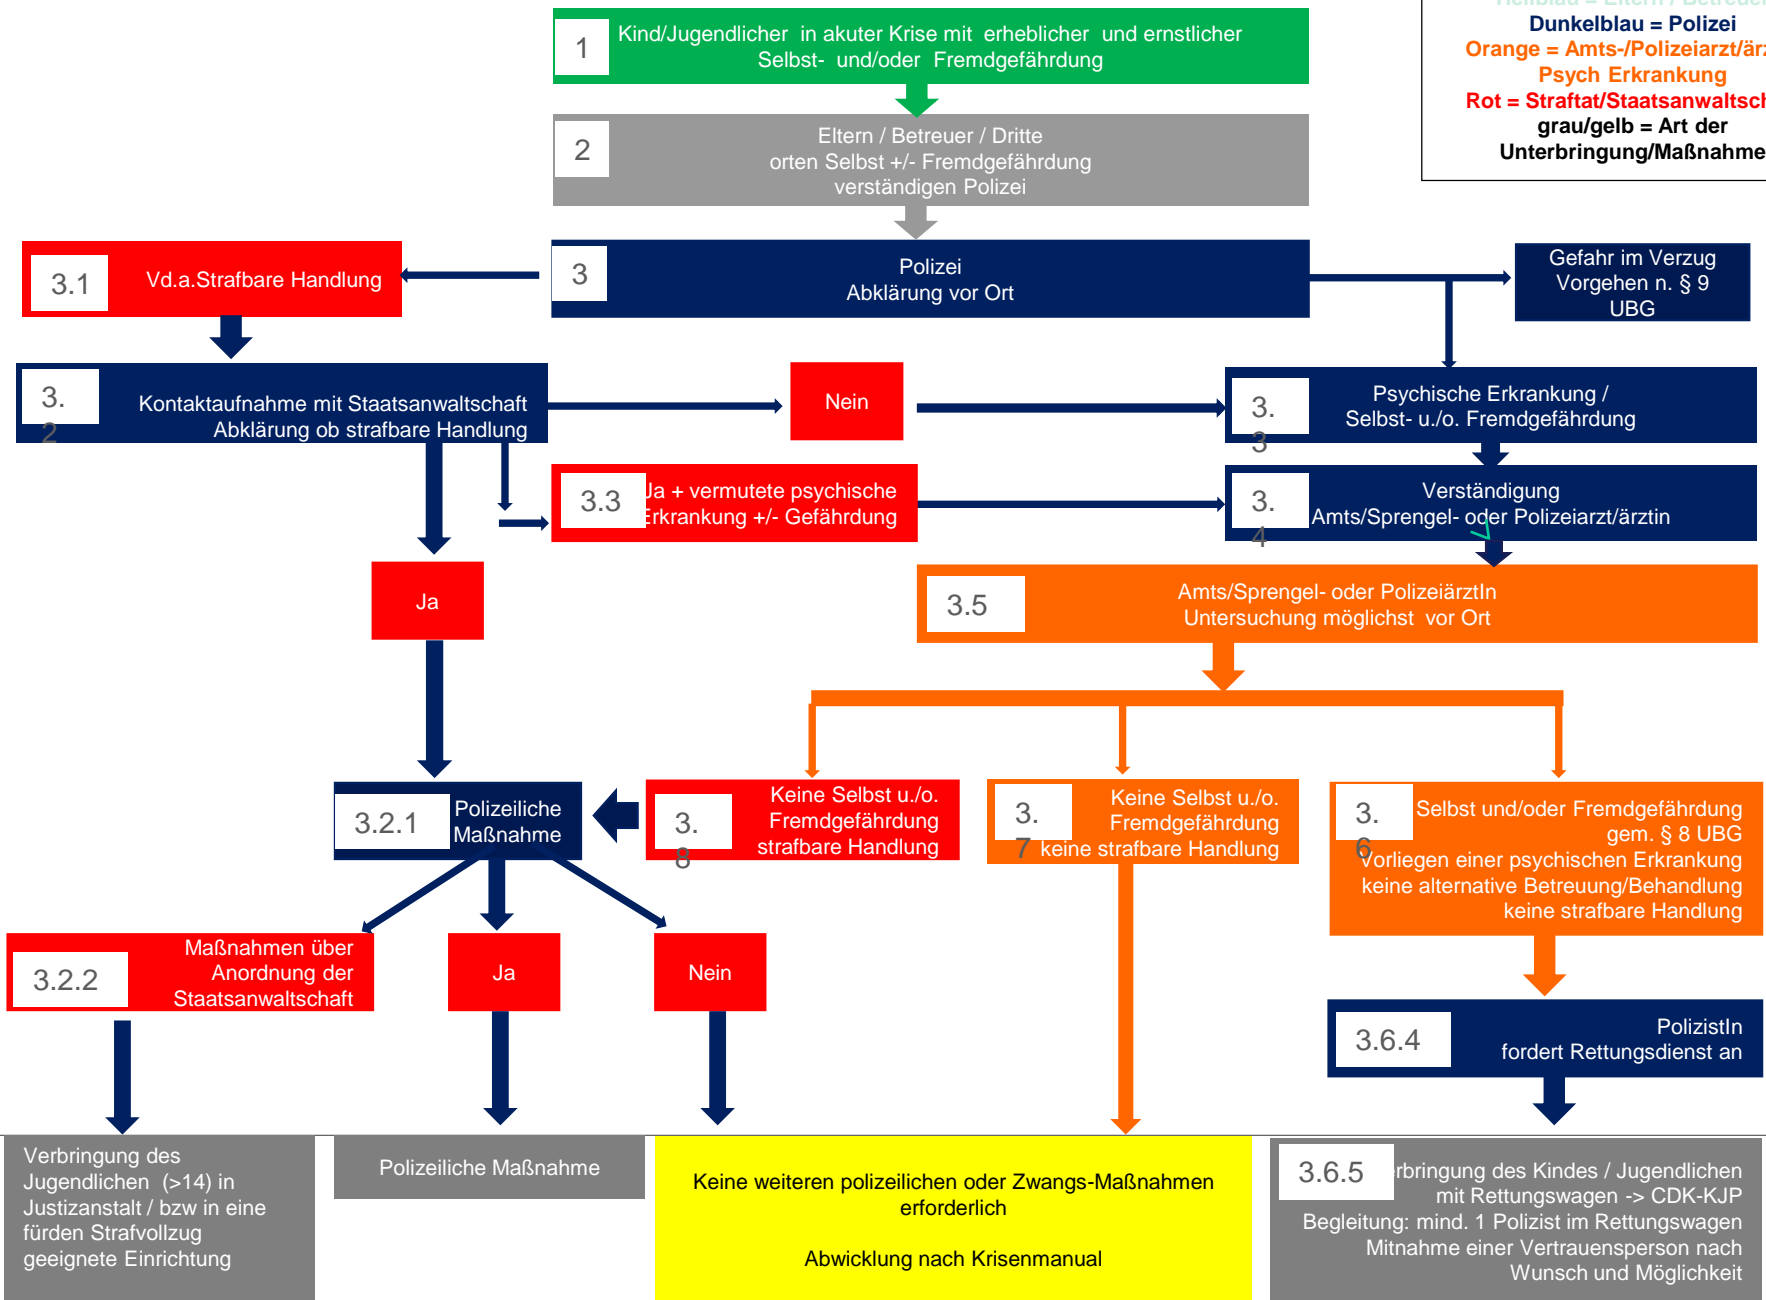 Hellblau = Eltern / Betreuer
Dunkelblau = Polizei
Orange = Amts-/Polizeiarzt/ärz
Psych Erkrankung
Rot = Straftat/Staatsanwaltsch
grau/gelb = Art der
Unterbringung/Maßnahme
1
Kind/Jugendlicher in akuter Krise mit erheblicher und ernstlicher
Selbst- und/oder Fremdgefährdung
2
Eltern / Betreuer / Dritte
orten Selbst +/- Fremdgefährdung
verständigen Polizei
3.1
Vd.a.Strafbare Handlung
3
Polizei
Abklärung vor Ort
Gefahr im Verzug
Vorgehen n. § 9
UBG
3.2
Kontaktaufnahme mit Staatsanwaltschaft
Abklärung ob strafbare Handlung
Nein
3.3
Psychische Erkrankung /
Selbst- u./o. Fremdgefährdung
3.3
Ja + vermutete psychische
Erkrankung +/- Gefährdung
3.4
Verständigung
Amts/Sprengel- oder Polizeiarzt/ärztin
Ja
3.5
Amts/Sprengel- oder PolizeiärztIn
Untersuchung möglichst vor Ort
3.2.1
Polizeiliche
Maßnahme
3.8
Keine Selbst u./o.
Fremdgefährdung
strafbare Handlung
3.7
Keine Selbst u./o.
Fremdgefährdung
keine strafbare Handlung
3.6
Selbst und/oder Fremdgefährdung
gem. § 8 UBG
Vorliegen einer psychischen Erkrankung
keine alternative Betreuung/Behandlung
keine strafbare Handlung
3.2.2
Maßnahmen über
Anordnung der
Staatsanwaltschaft
Ja
Nein
3.6.4
PolizistIn
fordert Rettungsdienst an
Verbringung des
Jugendlichen (>14) in
Justizanstalt / bzw in eine
fürden Strafvollzug
geeignete Einrichtung
Polizeiliche Maßnahme
Keine weiteren polizeilichen oder Zwangs-Maßnahmen
erforderlich
Abwicklung nach Krisenmanual
3.6.5
erbringung des Kindes / Jugendlichen
mit Rettungswagen -> CDK-KJP
Begleitung: mind. 1 Polizist im Rettungswagen
Mitnahme einer Vertrauensperson nach
Wunsch und Möglichkeit